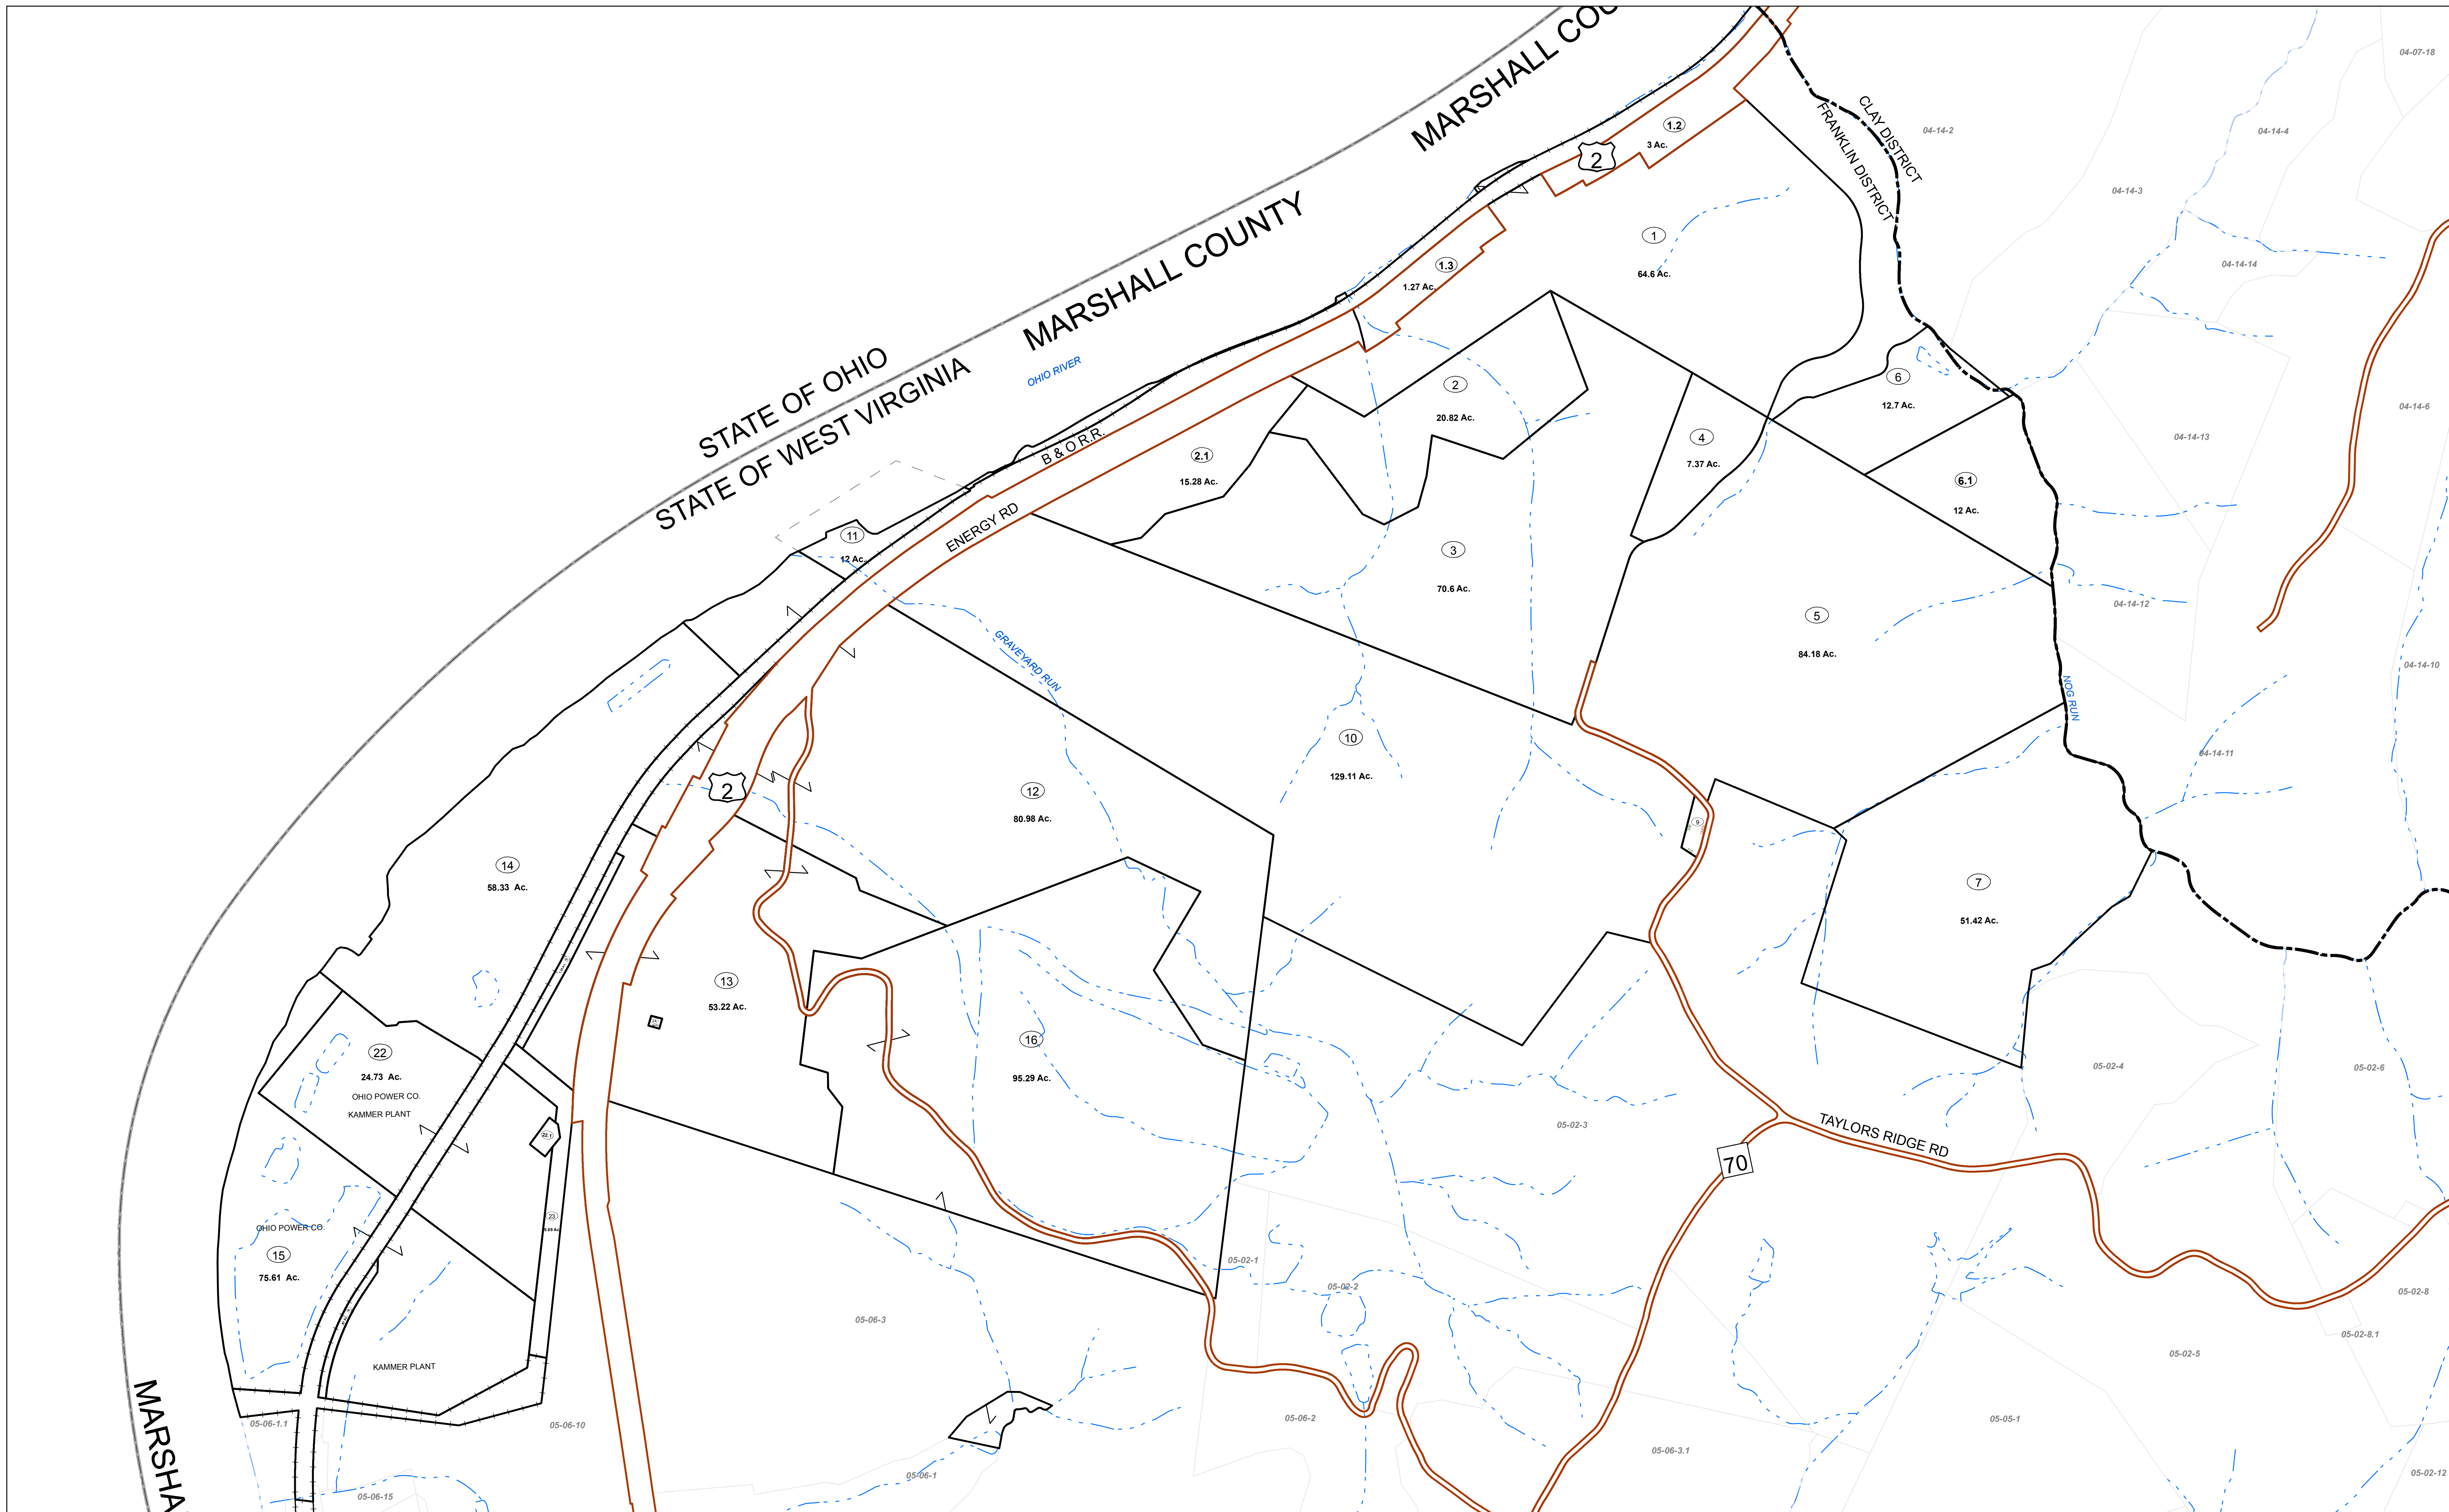 MARSHALL COU
04-07-18
CLAY DISTRICT
FRANKLIN DISTRICT
04-14-2
04-14-4
1.2
3 Ac.
2
04-14-3
MARSHALL COUNTY
1
64.6 Ac.
04-14-14
1.3
1.27 Ac.
STATE OF OHIO
STATE OF WEST VIRGINIA
OHIO RIVER
2
20.82 Ac.
6
12.7 Ac.
04-14-6
04-14-13
B & O R.R.
2.1
15.28 Ac.
4
7.37 Ac.
6.1
12 Ac.
ENERGY RD
11
12 Ac.
3
70.6 Ac.
5
84.18 Ac.
04-14-12
GRAVEYARD RUN
04-14-10
NOG RUN
10
129.11 Ac.
04-14-11
2
12
80.98 Ac.
9
14
58.33 Ac.
7
51.42 Ac.
13
53.22 Ac.
16
95.29 Ac.
22
24.73 Ac.
OHIO POWER CO.
KAMMER PLANT
05-02-4
05-02-6
22.1
05-02-3
TAYLORS RIDGE RD
70
23
OHIO POWER CO.
15
75.61 Ac.
05-02-1
05-02-2
05-02-8
05-06-3
05-02-8.1
05-02-5
KAMMER PLANT
MARSHA
05-06-1.1
05-06-10
05-06-2
05-05-1
05-06-3.1
05-06-1
05-02-12
05-06-15